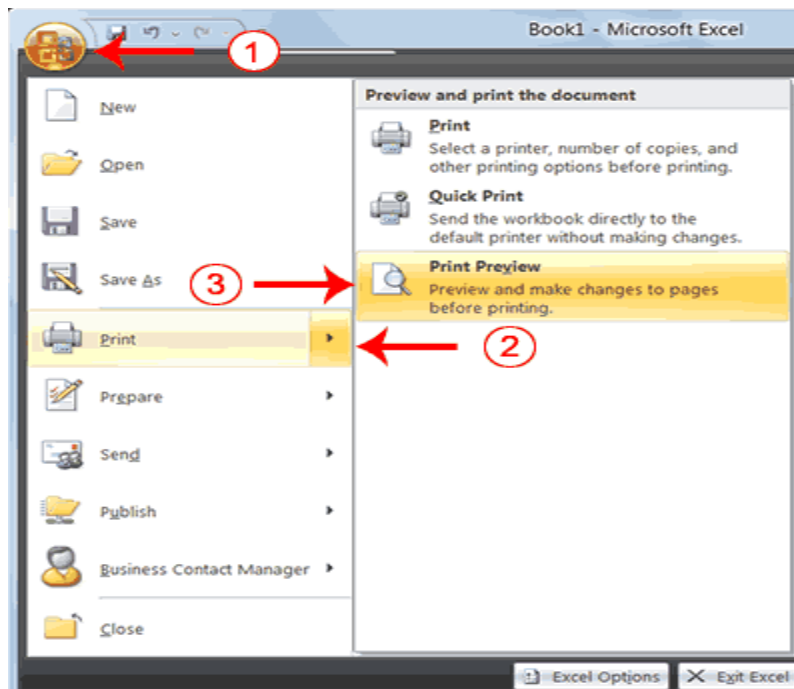 Book1 - Microsoft Excel
1
New
Open
Save
Save As
Print
Prepare
Send
Publish
Business Contact Manager
Close
Preview and print the document
Print
Select a printer, number of copies, and
other printing options before printing.
Quick Print
Send the workbook directly to the
default printer without making changes.
3
Print Preview
Preview and make changes to pages
before printing.
2
Excel Options
Exit Excel